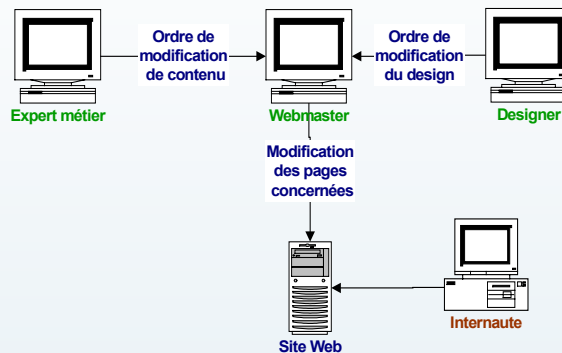 Ordre de
modification
de contenu
Ordre de
modification
du design
Expert métier
Webmaster
Designer
Modification
des pages
concernées
Internaute
Site Web